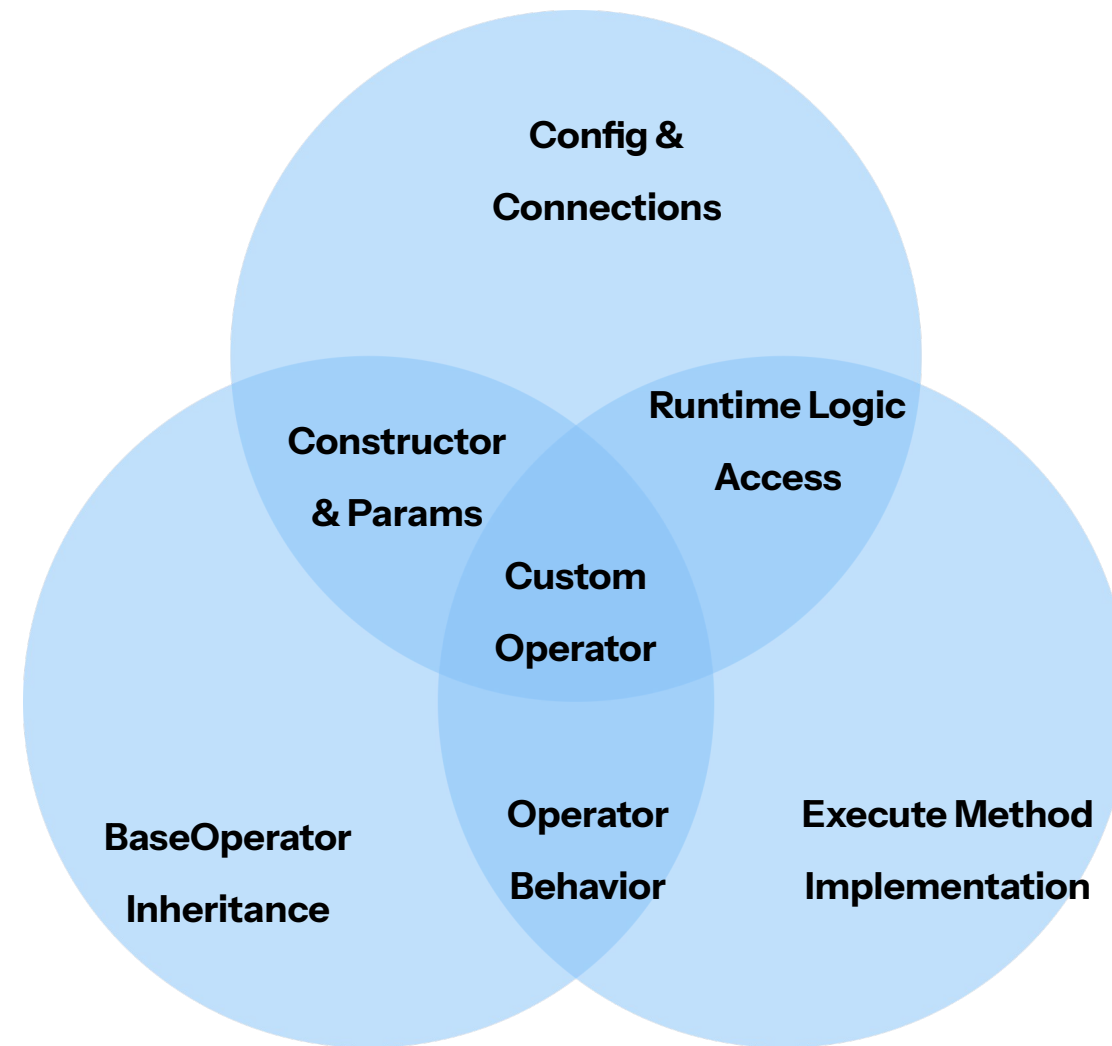 Config &
Connections
Constructor
& Params
Runtime Logic
Access
Custom
Operator
BaseOperator
Inheritance
Operator
Behavior
Execute Method
Implementation